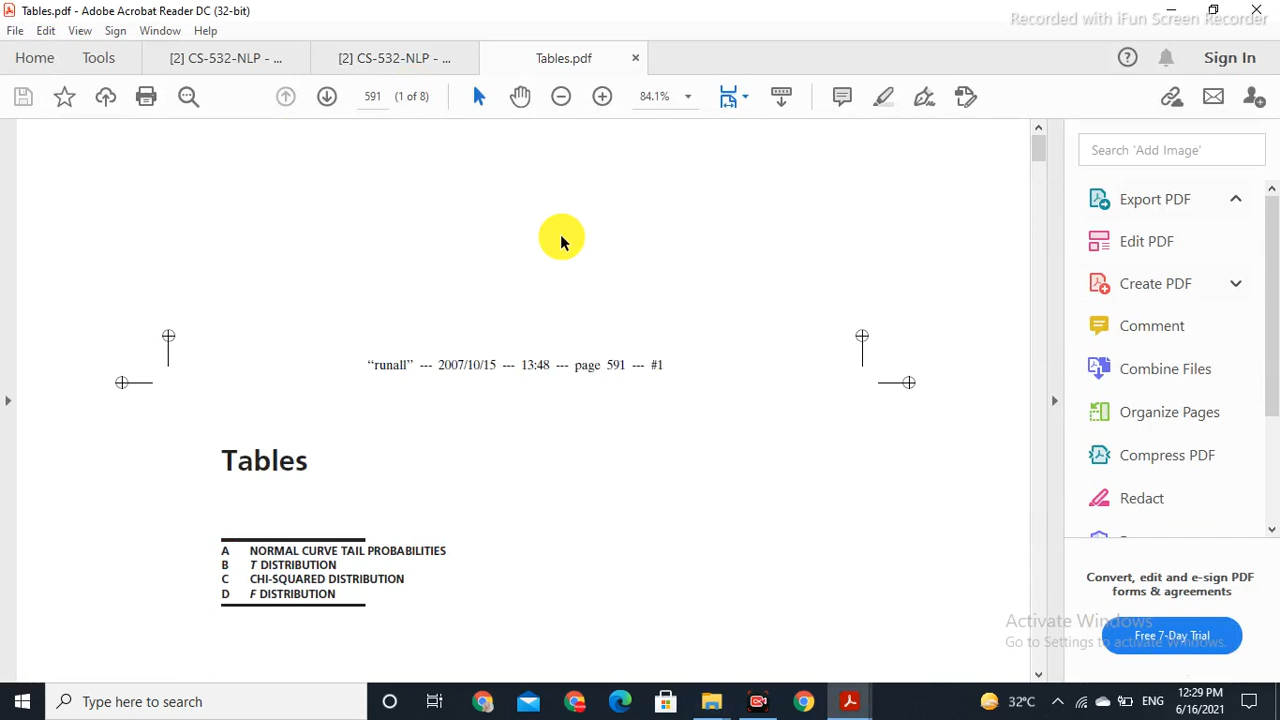 Tables.pdf - Adobe Acrobat Reader DC (32-bit)
Recorded with iFun Screen Recorder
File Edit View Sign Window Help
Home Tools [2] CS-532-NLP - ... [2] CS-532-NLP - ... Tables.pdf × Sign In
591 (1 of 8) 84.1%
Search 'Add Image'
Export PDF
Edit PDF
Create PDF
Comment
Combine Files
Organize Pages
Compress PDF
Redact
“runall” --- 2007/10/15 --- 13:48 --- page 591 --- #1
Tables
A NORMAL CURVE TAIL PROBABILITIES
B T DISTRIBUTION
C CHI-SQUARED DISTRIBUTION
D F DISTRIBUTION
Convert, edit and e-sign PDF
forms & agreements
Activate Windows
Go to Settings to activate Windows.
Free 7-Day Trial
Type here to search
32°C ENG 12:29 PM
6/16/2021